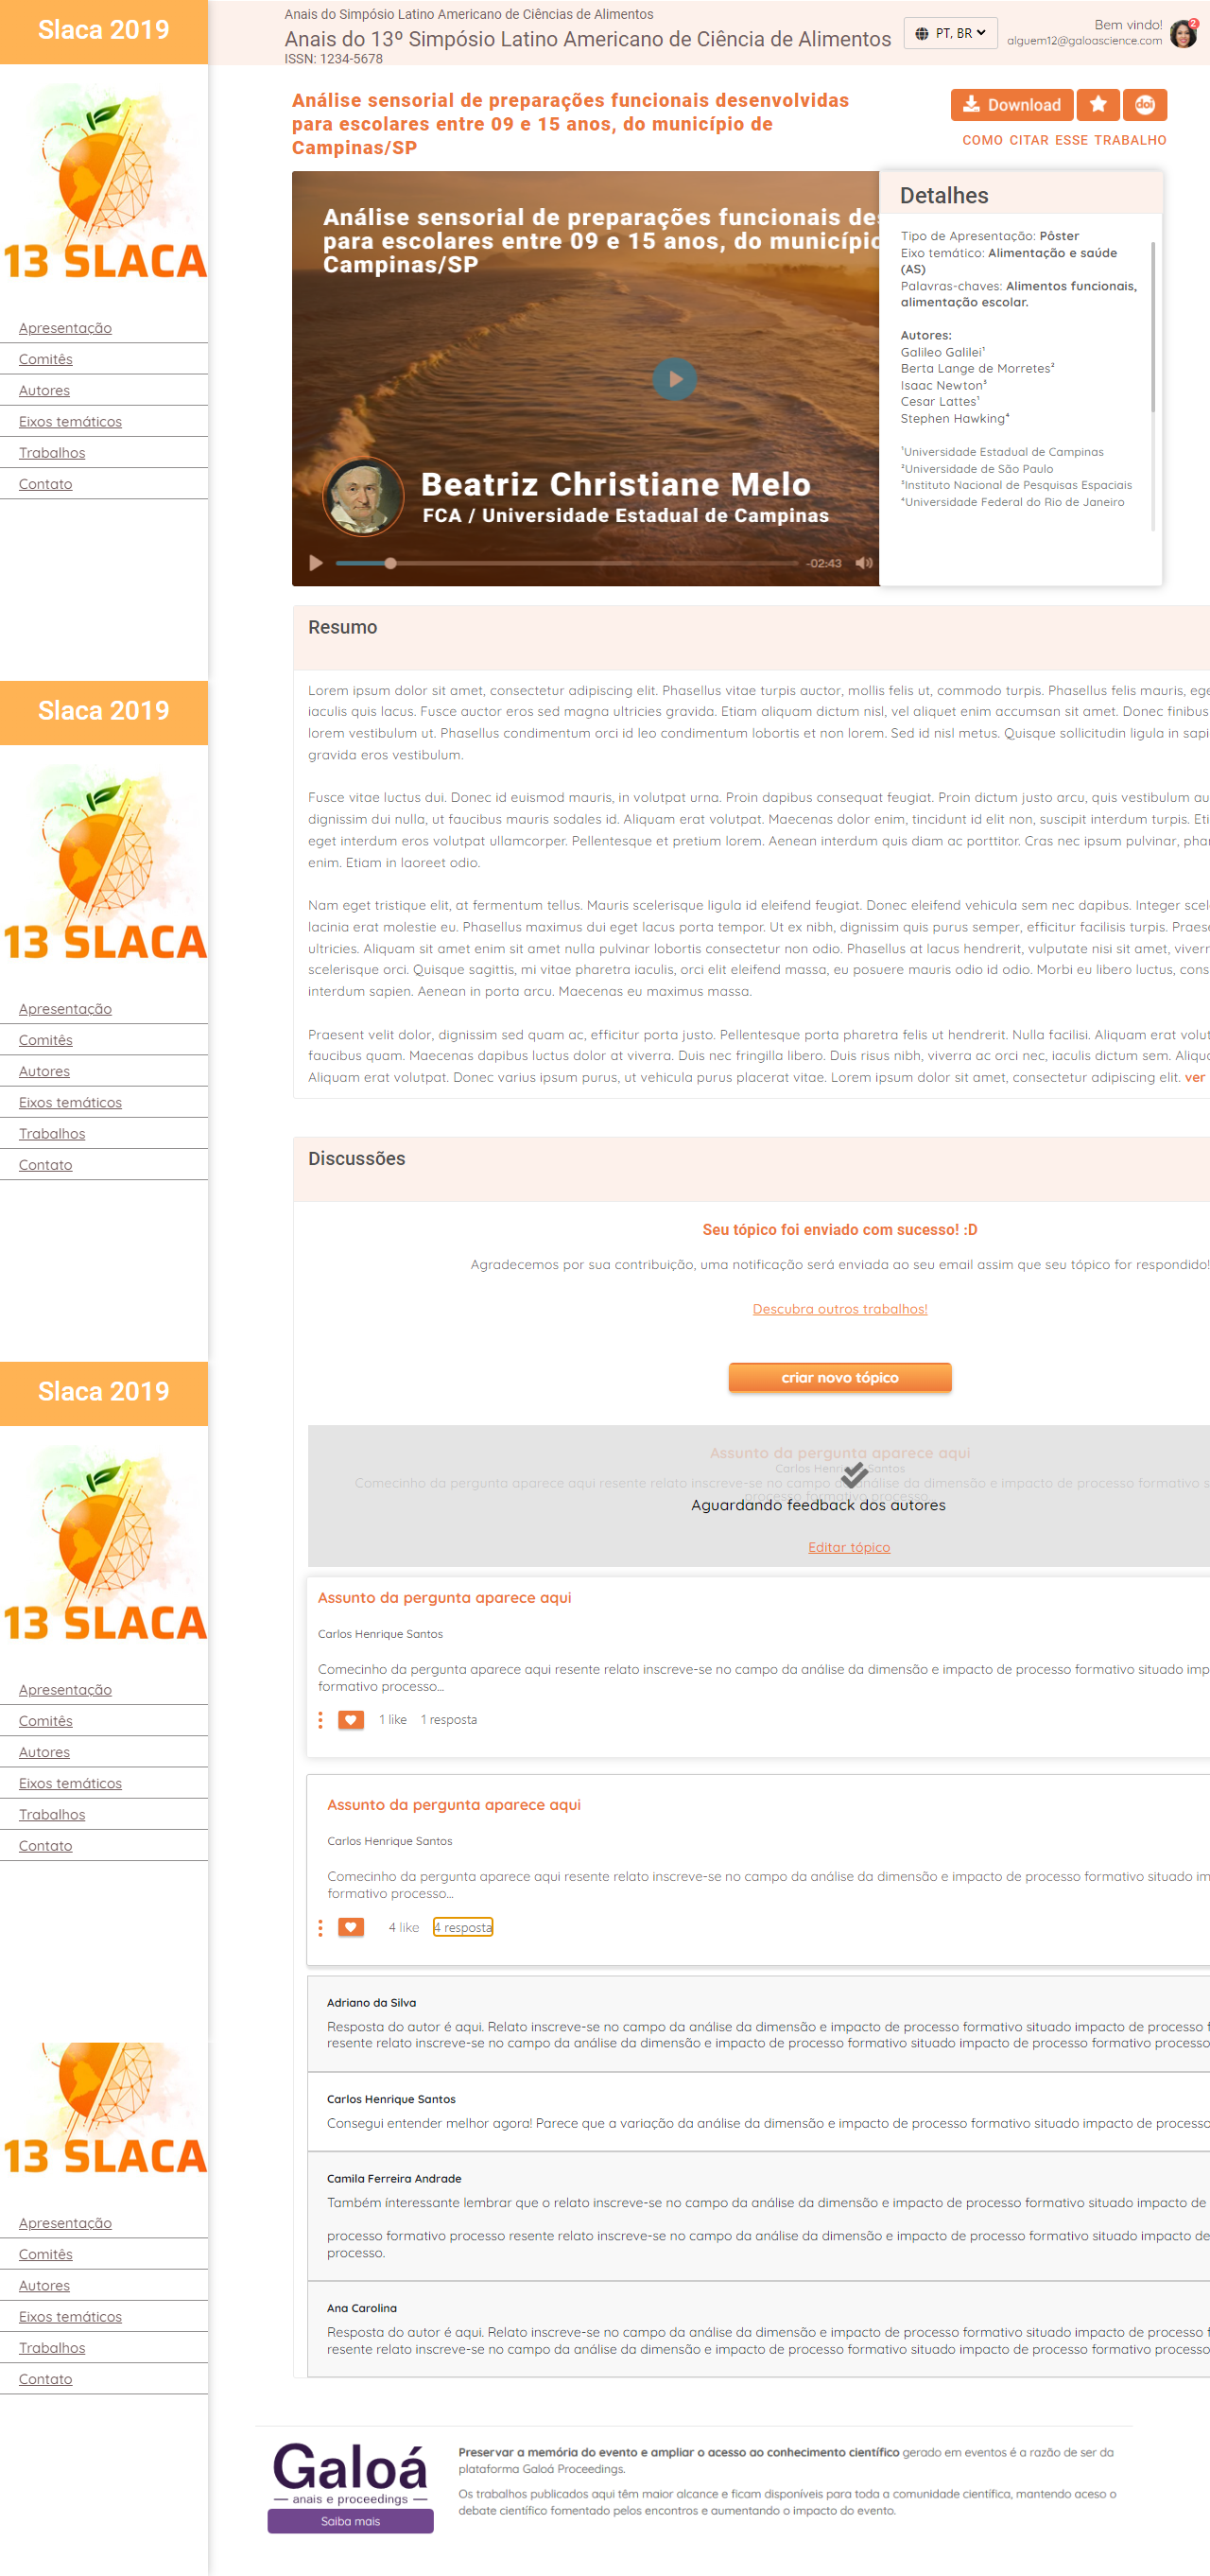 Slaca 2019
13 SLACA
Apresentação
Comitês
Autores
Eixos temáticos
Trabalhos
Contato
Anais do Simpósio Latino Americano de Ciências de Alimentos
Anais do 13º Simpósio Latino Americano de Ciência de Alimentos
ISSN: 1234-5678
PT, BR
Bem vindo!
alguem12@galoascience.com
2
Análise sensorial de preparações funcionais desenvolvidas
para escolares entre 09 e 15 anos, do município de
Campinas/SP
Download
doi
COMO CITAR ESSE TRABALHO
Análise sensorial de preparações funcionais
para escolares entre 09 e 15 anos, do município
Campinas/SP
Beatriz Christiane Melo
FCA / Universidade Estadual de Campinas
-02:43
Detalhes
Tipo de Apresentação: Pôster
Eixo temático: Alimentação e saúde
(AS)
Palavras-chaves: Alimentos funcionais,
alimentação escolar.
Autores:
Galileo Galilei¹
Berta Lange de Morretes²
Isaac Newton³
Cesar Lattes¹
Stephen Hawking⁴
¹Universidade Estadual de Campinas
²Universidade de São Paulo
³Instituto Nacional de Pesquisas Espaciais
⁴Universidade Federal do Rio de Janeiro
Resumo
Lorem ipsum dolor sit amet, consectetur adipiscing elit. Phasellus vitae turpis auctor, mollis felis ut, commodo turpis. Phasellus felis mauris,
iaculis quis lacus. Fusce auctor eros sed magna ultricies gravida. Etiam aliquam dictum nisl, vel aliquet enim accumsan sit amet. Donec finibus
lorem vestibulum ut. Phasellus condimentum orci id leo condimentum lobortis et non lorem. Sed id nisl metus. Quisque sollicitudin ligula in
gravida eros vestibulum.
Fusce vitae luctus dui. Donec id euismod mauris, in volutpat urna. Proin dapibus consequat feugiat. Proin dictum justo arcu, quis vestibulum
dignissim dui nulla, ut faucibus mauris sodales id. Aliquam erat volutpat. Maecenas dolor enim, tincidunt id elit non, suscipit interdum turpis.
eget interdum eros volutpat ullamcorper. Pellentesque et pretium lorem. Aenean interdum quis diam ac porttitor. Cras nec ipsum pulvinar,
enim. Etiam in laoreet odio.
Nam eget tristique elit, at fermentum tellus. Mauris scelerisque ligula id eleifend feugiat. Donec eleifend vehicula sem nec dapibus. Integer
lacinia erat molestie eu. Phasellus maximus dui eget lacus porta tempor. Ut ex nibh, dignissim quis purus semper, efficitur facilisis turpis.
ultricies. Aliquam sit amet enim sit amet nulla pulvinar lobortis consectetur non odio. Phasellus at lacus hendrerit, vulputate nisi sit amet,
scelerisque orci. Quisque sagittis, mi vitae pharetra iaculis, orci elit eleifend massa, eu posuere mauris odio id odio. Morbi eu libero luctus,
interdum sapien. Aenean in porta arcu. Maecenas eu maximus massa.
Praesent velit dolor, dignissim sed quam ac, efficitur porta justo. Pellentesque porta pharetra felis ut hendrerit. Nulla facilisi. Aliquam erat
faucibus quam. Maecenas dapibus luctus dolor at viverra. Duis nec fringilla libero. Duis risus nibh, viverra ac orci nec, iaculis dictum sem.
Aliquam erat volutpat. Donec varius ipsum purus, ut vehicula purus placerat vitae. Lorem ipsum dolor sit amet, consectetur adipiscing elit. ver
Slaca 2019
13 SLACA
Apresentação
Comitês
Autores
Eixos temáticos
Trabalhos
Contato
Discussões
Seu tópico foi enviado com sucesso! :D
Agradecemos por sua contribuição, uma notificação será enviada ao seu email assim que seu tópico for respondido!
Descubra outros trabalhos!
criar novo tópico
Assunto da pergunta aparece aqui
Comecinho da pergunta aparece aqui resente relato inscreve-se no campo da análise da dimensão e impacto de processo formativo
Aguardando feedback dos autores
Editar tópico
Slaca 2019
13 SLACA
Apresentação
Comitês
Autores
Eixos temáticos
Trabalhos
Contato
Assunto da pergunta aparece aqui
Carlos Henrique Santos
Comecinho da pergunta aparece aqui resente relato inscreve-se no campo da análise da dimensão e impacto de processo formativo situado
formativo processo...
1 like 1 resposta
Assunto da pergunta aparece aqui
Carlos Henrique Santos
Comecinho da pergunta aparece aqui resente relato inscreve-se no campo da análise da dimensão e impacto de processo formativo situado
formativo processo...
4 like 4 resposta
Adriano da Silva
Resposta do autor é aqui. Relato inscreve-se no campo da análise da dimensão e impacto de processo formativo situado impacto de processo
resente relato inscreve-se no campo da análise da dimensão e impacto de processo formativo situado impacto de processo formativo processo
Carlos Henrique Santos
Consegui entender melhor agora! Parece que a variação da análise da dimensão e impacto de processo formativo situado impacto de processo
Camila Ferreira Andrade
Também ínteressante lembrar que o relato inscreve-se no campo da análise da dimensão e impacto de processo formativo situado impacto de
processo formativo processo resente relato inscreve-se no campo da análise da dimensão e impacto de processo formativo situado impacto de
processo.
Ana Carolina
Resposta do autor é aqui. Relato inscreve-se no campo da análise da dimensão e impacto de processo formativo situado impacto de processo
resente relato inscreve-se no campo da análise da dimensão e impacto de processo formativo situado impacto de processo formativo processo
13 SLACA
Apresentação
Comitês
Autores
Eixos temáticos
Trabalhos
Contato
Galoá
anais e proceedings
Saiba mais
Preservar a memória do evento e ampliar o acesso ao conhecimento científico gerado em eventos é a razão de ser da
plataforma Galoá Proceedings.
Os trabalhos publicados aqui têm maior alcance e ficam disponíveis para toda a comunidade científica, mantendo aceso o
debate científico fomentado pelos encontros e aumentando o impacto do evento.